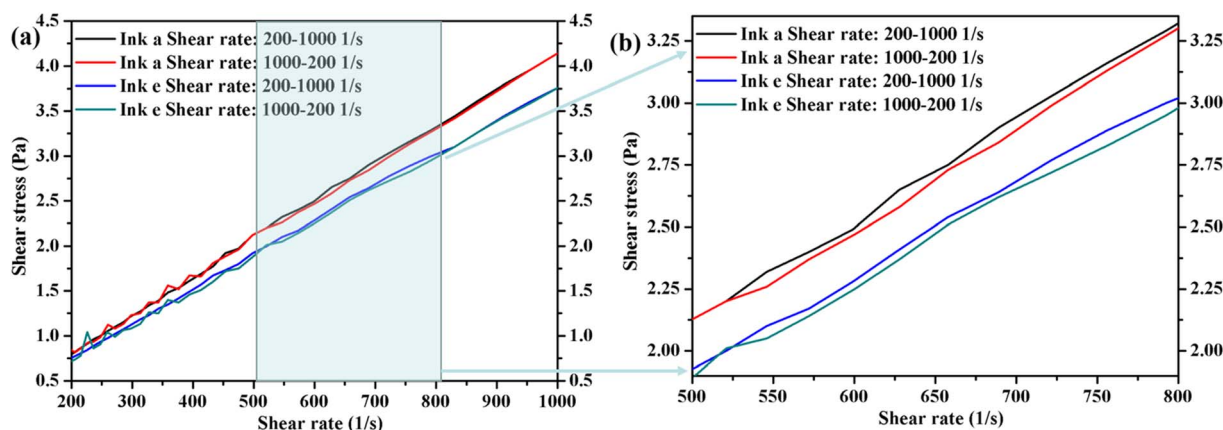 (a)
Ink a Shear rate: 200-1000 1/s
Ink a Shear rate: 1000-200 1/s
Ink e Shear rate: 200-1000 1/s
Ink e Shear rate: 1000-200 1/s
4.5
4.0
3.5
3.0
2.5
2.0
1.5
1.0
0.5
Shear stress (Pa)
4.5
4.0
3.5
3.0
2.5
2.0
1.5
1.0
0.5
200 300 400 500 600 700 800 900 1000
Shear rate (1/s)
(b)
Ink a Shear rate: 200-1000 1/s
Ink a Shear rate: 1000-200 1/s
Ink e Shear rate: 200-1000 1/s
Ink e Shear rate: 1000-200 1/s
3.25
3.00
2.75
2.50
2.25
2.00
Shear stress (Pa)
3.25
3.00
2.75
2.50
2.25
2.00
500 550 600 650 700 750 800
Shear rate (1/s)